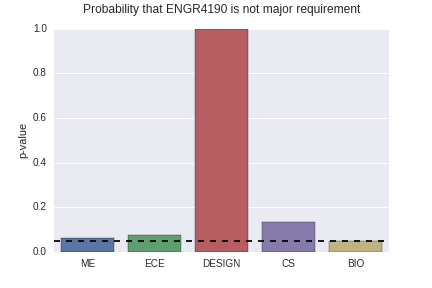 Probability that ENGR4190 is not major requirement
1.0
0.8
0.6
0.4
0.2
0.0
p-value
ME ECE DESIGN CS BIO